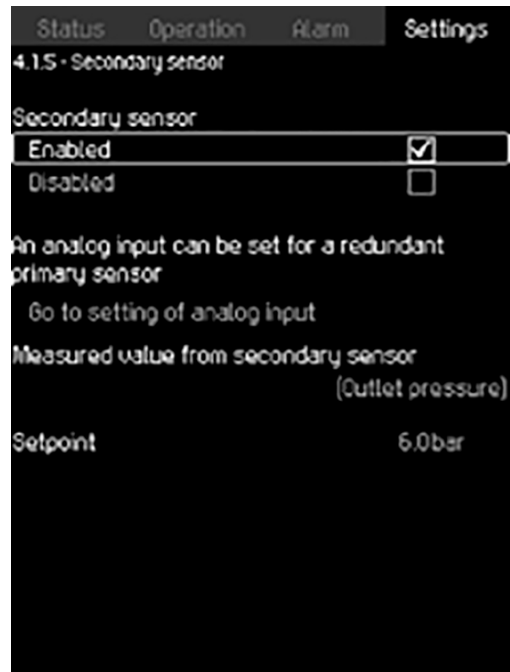 Status Operation Alarm Settings
4.1.5 - Secondary sensor
Secondary sensor
Enabled
Disabled
An analog input can be set for a redundant
primary sensor
Go to setting of analog input
Measured value from secondary sensor
(Outlet pressure)
Setpoint 6.0bar